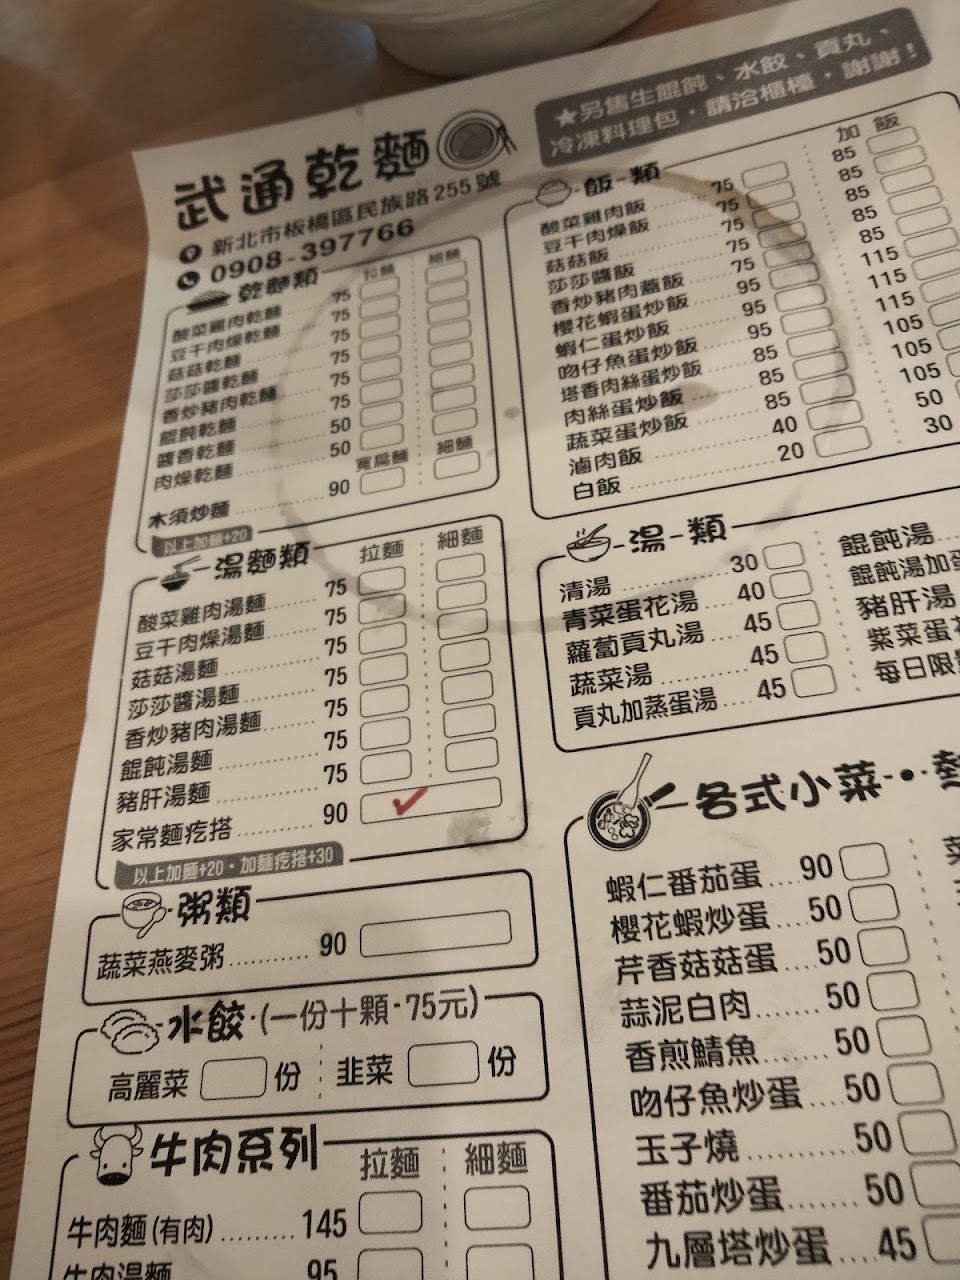 武通乾麵
新北市板橋區民族路255號
0908-397766
★另售生餛飩、水餃、貢丸、
冷凍料理包，請洽櫃檯，謝謝！
乾麵類 拉麵 細麵
酸菜雞肉乾麵 75
豆干肉燥乾麵 75
菇菇乾麵 75
莎莎醬乾麵 75
香炒豬肉乾麵 75
餛飩乾麵 75
醬香乾麵 50
肉燥乾麵 50
寬扁麵 細麵
木須炒麵 90
以上加麵+20
湯麵類 拉麵 細麵
酸菜雞肉湯麵 75
豆干肉燥湯麵 75
菇菇湯麵 75
莎莎醬湯麵 75
香炒豬肉湯麵 75
餛飩湯麵 75
豬肝湯麵 75
家常麵疙搭 90
以上加麵+20・加麵疙搭+30
粥類
蔬菜燕麥粥 90
水餃(一份十顆-75元)
高麗菜 份 韭菜 份
牛肉系列 拉麵 細麵
牛肉麵(有肉) 145
牛肉湯麵 95
飯類 加飯
酸菜雞肉飯 75 85
豆干肉燥飯 75 85
菇菇飯 75 85
莎莎醬飯 75 85
香炒豬肉蓋飯 75 85
櫻花蝦蛋炒飯 95 115
蝦仁蛋炒飯 95 115
吻仔魚蛋炒飯 95 115
塔香肉絲蛋炒飯 85 105
肉絲蛋炒飯 85 105
蔬菜蛋炒飯 85 105
滷肉飯 40 50
白飯 20 30
湯類
清湯 30
青菜蛋花湯 40
蘿蔔貢丸湯 45
蔬菜湯 45
貢丸加蒸蛋湯 45
餛飩湯
餛飩湯加蛋
豬肝湯
紫菜蛋花
每日限量
各式小菜・熱
蝦仁番茄蛋 90
櫻花蝦炒蛋 50
芹香菇菇蛋 50
蒜泥白肉 50
香煎鯖魚 50
吻仔魚炒蛋 50
玉子燒 50
番茄炒蛋 50
九層塔炒蛋 45